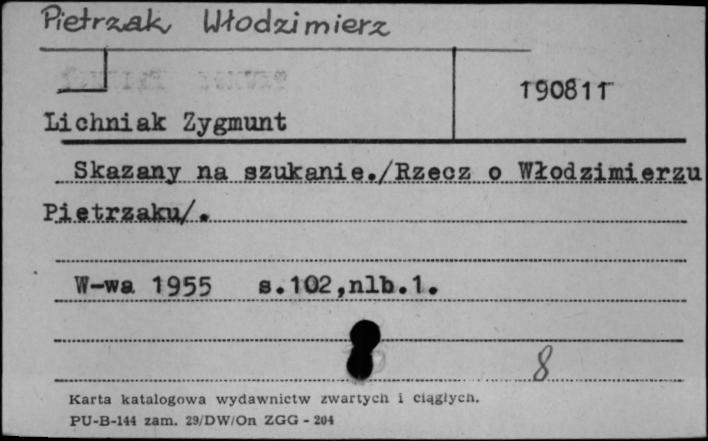 Pietrzak Włodzimierz
190811
Lichniak Zygmunt
Skazany na szukanie./Rzecz o Włodzimierzu
Pietrzaku/.
W-wa 1955 s.102,nlb.1.
8
Karta katalogowa wydawnictw zwartych i ciągłych.
PU-B-144 zam. 29/DW/On ZGG - 204